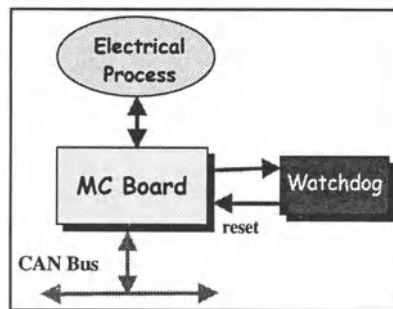 Electrical
Process
MC Board
Watchdog
reset
CAN Bus